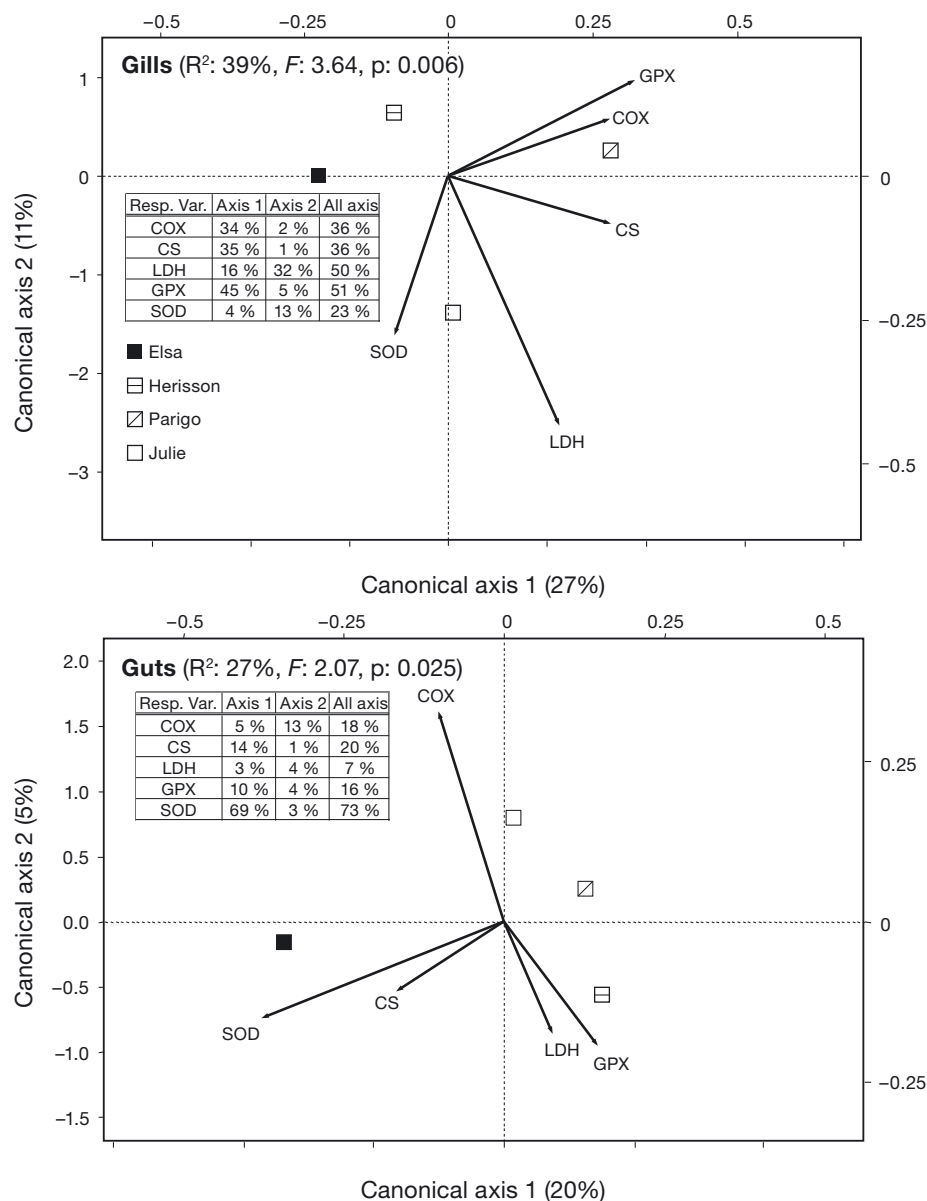 −0.5 −0.25 0 0.25 0.5
Gills (R²: 39%, F: 3.64, p: 0.006)
1
0
−1
−2
−3
Canonical axis 2 (11%)
GPX
COX
CS
SOD
LDH
Resp. Var. Axis 1 Axis 2 All axis
COX 34 % 2 % 36 %
CS 35 % 1 % 36 %
LDH 16 % 32 % 50 %
GPX 45 % 5 % 51 %
SOD 4 % 13 % 23 %
Elsa
Herisson
Parigo
Julie
0
−0.25
−0.5
Canonical axis 1 (27%)
−0.5 −0.25 0 0.25 0.5
Guts (R²: 27%, F: 2.07, p: 0.025)
2.0
1.5
1.0
0.5
0.0
−0.5
−1.0
−1.5
Canonical axis 2 (5%)
COX
Resp. Var. Axis 1 Axis 2 All axis
COX 5 % 13 % 18 %
CS 14 % 1 % 20 %
LDH 3 % 4 % 7 %
GPX 10 % 4 % 16 %
SOD 69 % 3 % 73 %
SOD
CS
LDH
GPX
0.25
0
−0.25
Canonical axis 1 (20%)